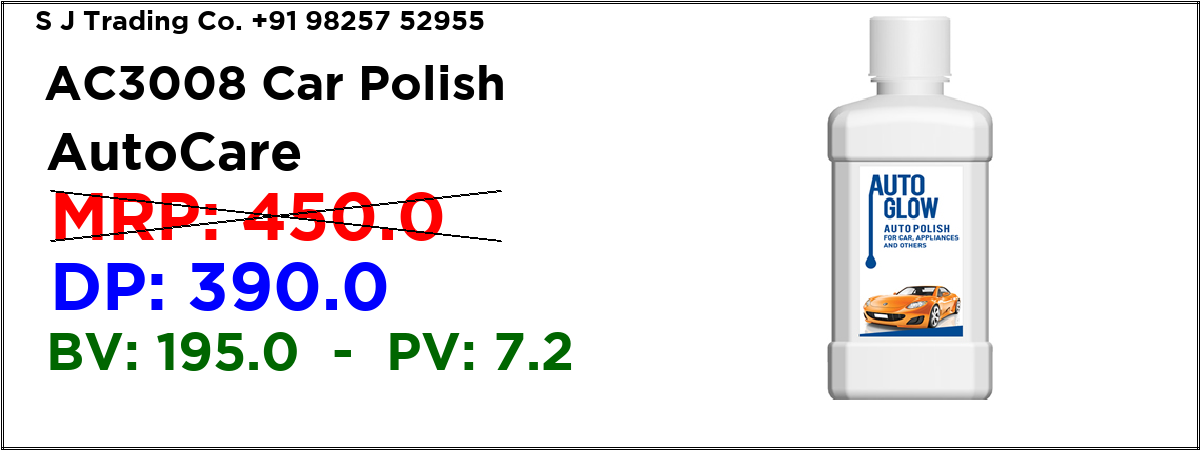 S J Trading Co. +91 98257 52955
AC3008 Car Polish
AutoCare
MRP: 450.0
DP: 390.0
BV: 195.0 - PV: 7.2
AUTO
GLOW
AUTO POLISH
FOR CAR, APPLIANCES
AND OTHERS